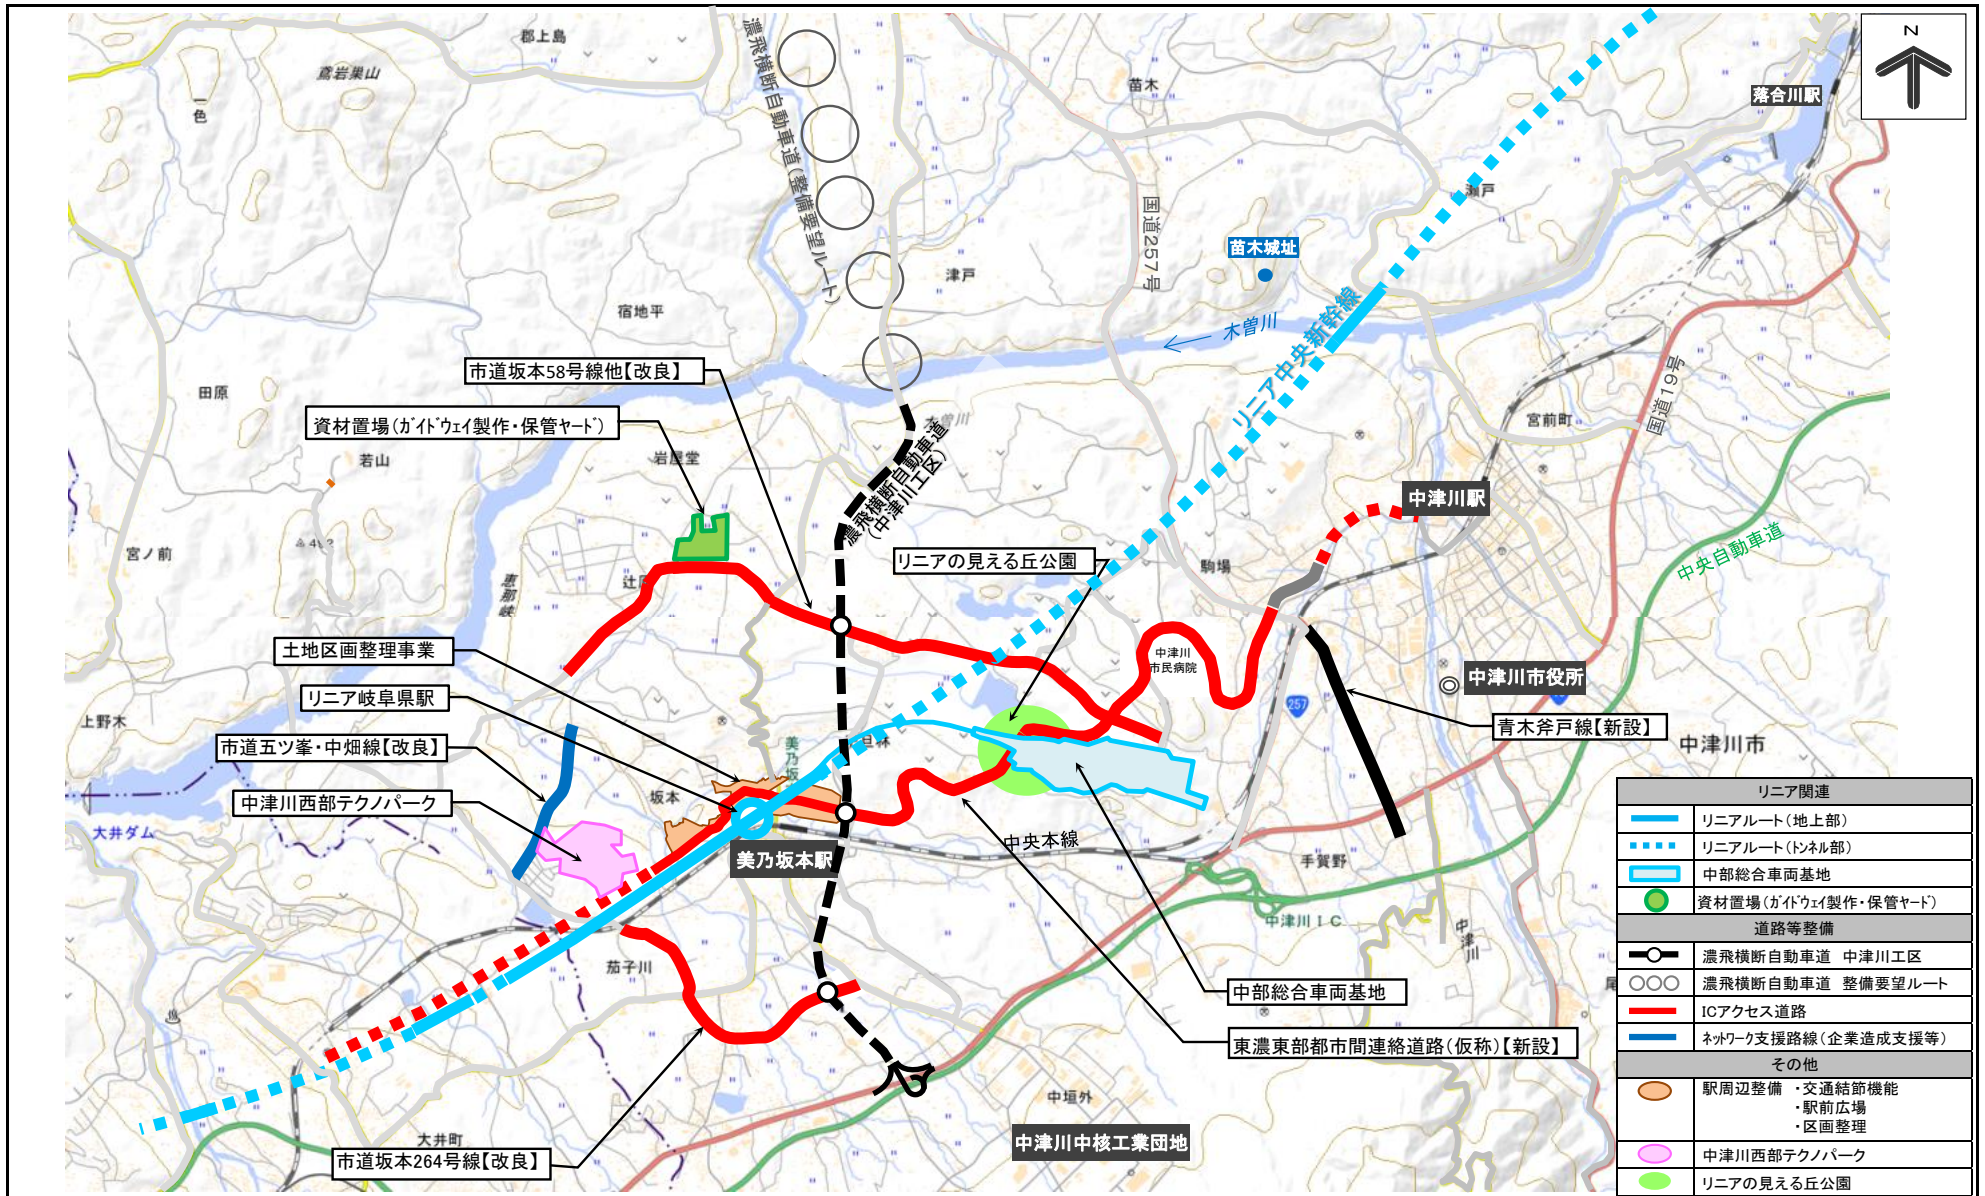 郡上島
鳶岩巣山
一色
苗木
落合川駅
N
濃飛横断自動車道(整備要望ルート)
瀬戸
国道257号
苗木城址
津戸
宿地平
木曽川
リニア中央新幹線
市道坂本58号線他【改良】
国道19号
田原
資材置場(ガイドウェイ製作・保管ヤード)
木曽川
宮前町
若山
岩屋堂
濃飛横断自動車道
(中津川工区)
中津川駅
宮ノ前
リニアの見える丘公園
駒場
中央自動車道
恵那峡
土地区画整理事業
中津川
市民病院
中津川市役所
リニア岐阜県駅
257
上野木
青木斧戸線【新設】
市道五ツ峯・中畑線【改良】
中津川市
坂本
中津川西部テクノパーク
大井ダム
中央本線
美乃坂本駅
手賀野
中津川IC
中津川
茄子川
中部総合車両基地
東濃東部都市間連絡道路(仮称)【新設】
中垣外
大井町
中津川中核工業団地
市道坂本264号線【改良】
リニア関連
リニアルート(地上部)
リニアルート(トンネル部)
中部総合車両基地
資材置場(ガイドウェイ製作・保管ヤード)
道路等整備
濃飛横断自動車道 中津川工区
濃飛横断自動車道 整備要望ルート
ICアクセス道路
ネットワーク支援路線(企業造成支援等)
その他
駅周辺整備 ・交通結節機能
・駅前広場
・区画整理
中津川西部テクノパーク
リニアの見える丘公園